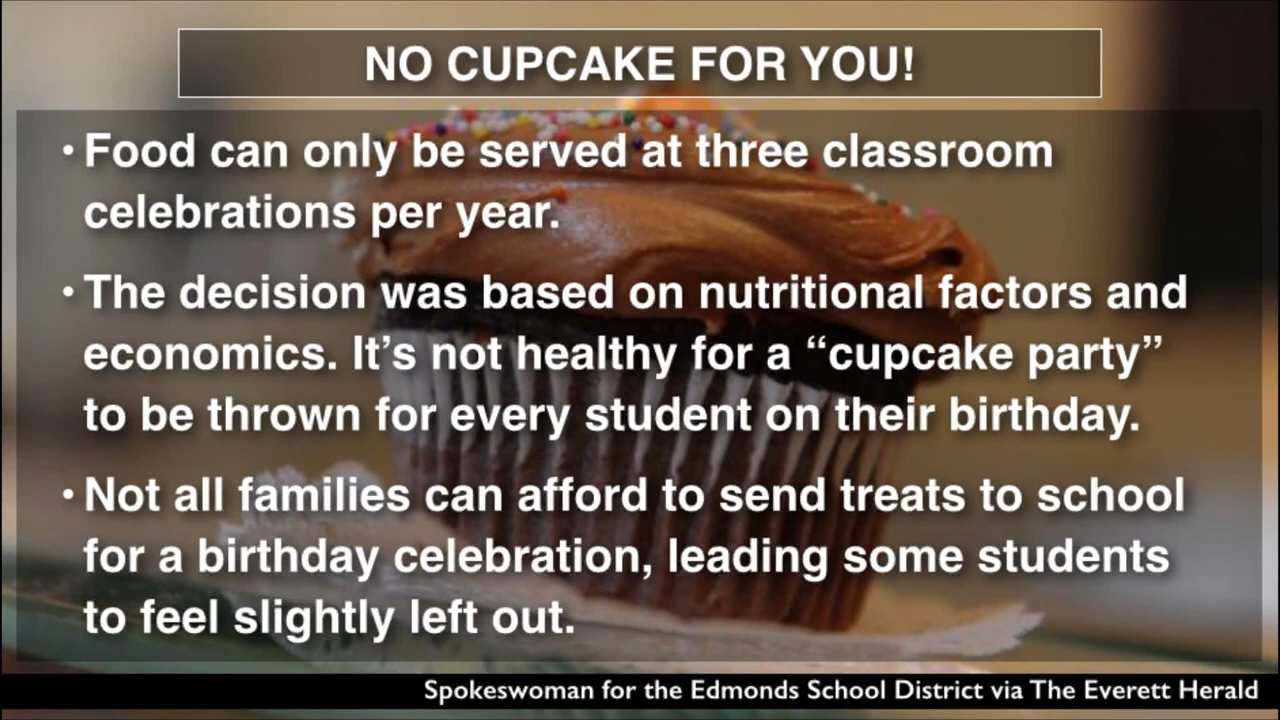 NO CUPCAKE FOR YOU!
• Food can only be served at three classroom
celebrations per year.
• The decision was based on nutritional factors and
economics. It’s not healthy for a “cupcake party”
to be thrown for every student on their birthday.
• Not all families can afford to send treats to school
for a birthday celebration, leading some students
to feel slightly left out.
Spokeswoman for the Edmonds School District via The Everett Herald